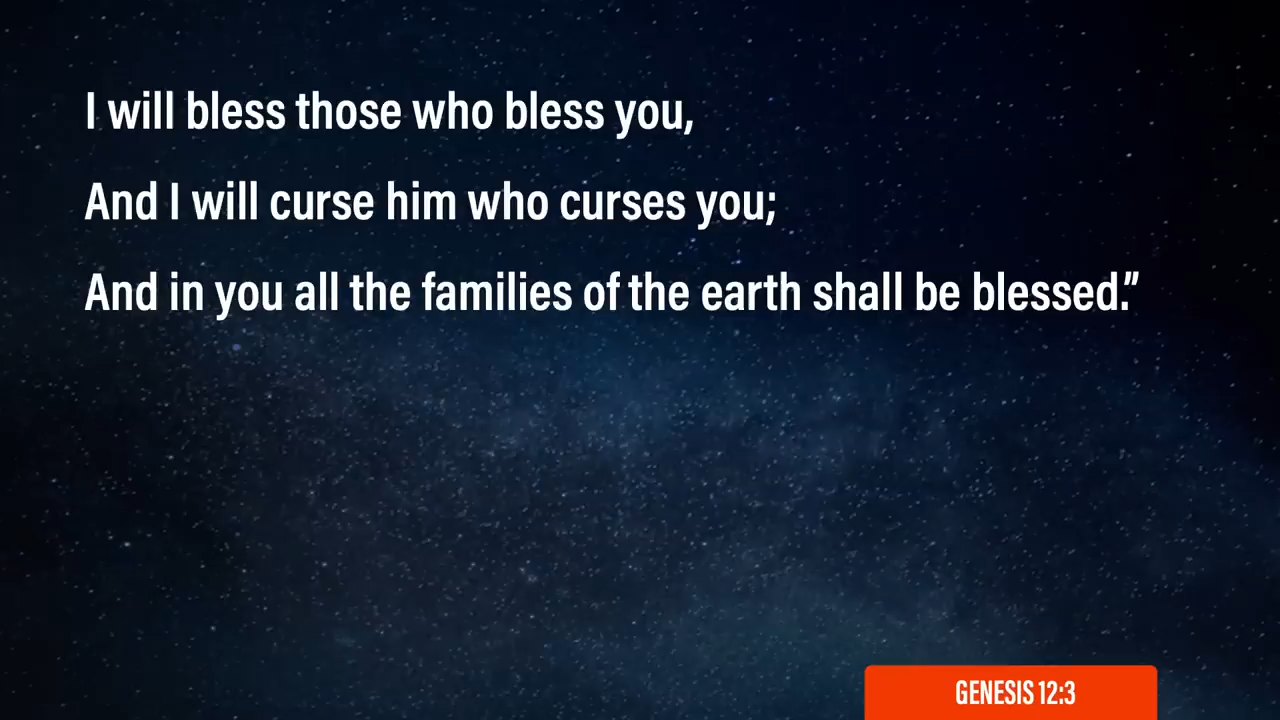 I will bless those who bless you,
And I will curse him who curses you;
And in you all the families of the earth shall be blessed.”
GENESIS 12:3